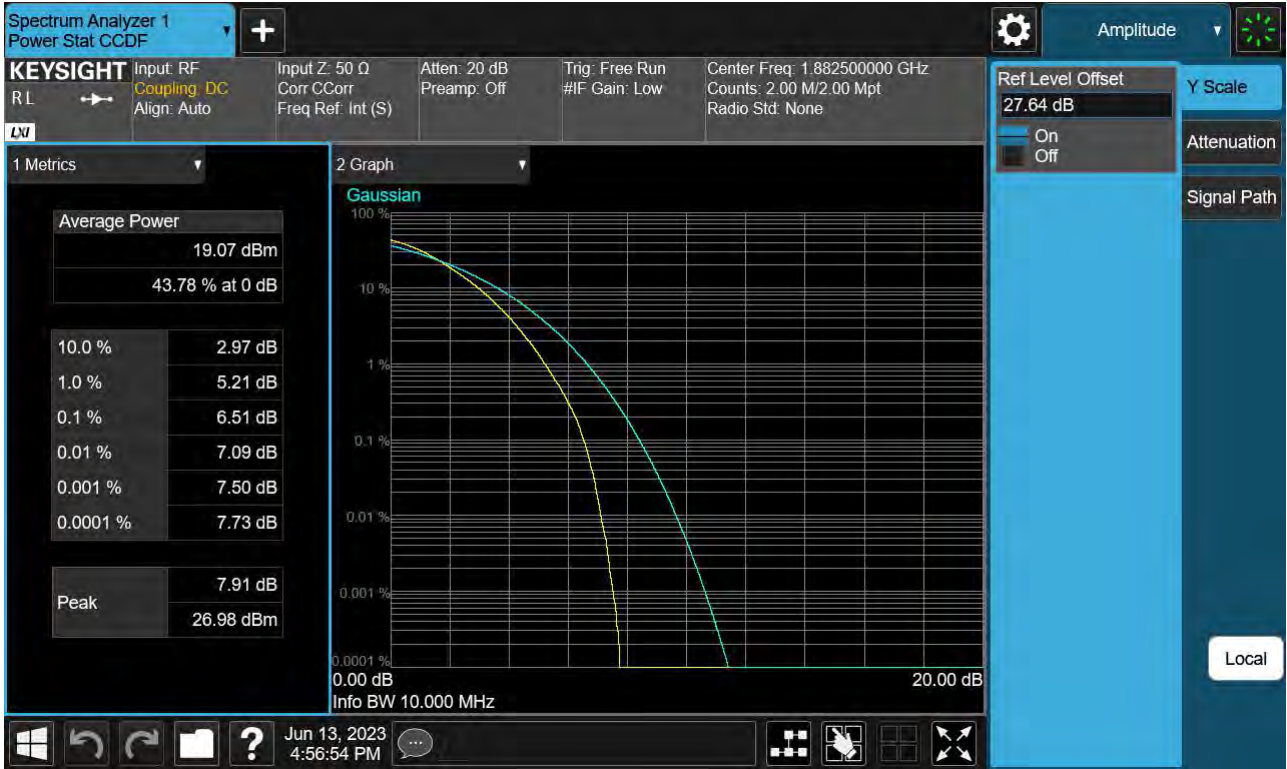 Spectrum Analyzer 1
Power Stat CCDF
Amplitude
KEYSIGHT
R L
LXI
Input: RF
Coupling: DC
Align: Auto
Input Z: 50 Ω
Corr CCorr
Freq Ref: Int (S)
Atten: 20 dB
Preamp: Off
Trig: Free Run
#IF Gain: Low
Center Freq: 1.882500000 GHz
Counts: 2.00 M/2.00 Mpt
Radio Std: None
Ref Level Offset
27.64 dB
On
Off
Y Scale
Attenuation
Signal Path
1 Metrics
Average Power
19.07 dBm
43.78 % at 0 dB
10.0 % 2.97 dB
1.0 % 5.21 dB
0.1 % 6.51 dB
0.01 % 7.09 dB
0.001 % 7.50 dB
0.0001 % 7.73 dB
Peak
7.91 dB
26.98 dBm
2 Graph
Gaussian
100 %
10 %
1 %
0.1 %
0.01 %
0.001 %
0.0001 %
0.00 dB 20.00 dB
Info BW 10.000 MHz
Local
?
Jun 13, 2023
4:56:54 PM